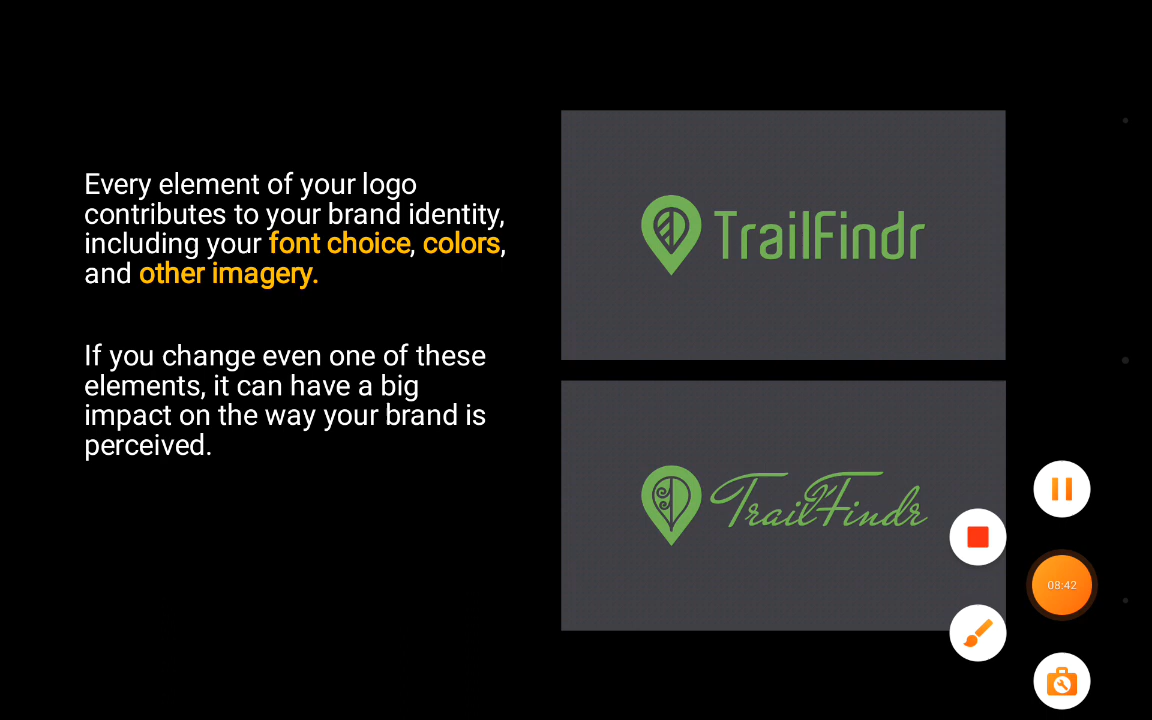 Every element of your logo
contributes to your brand identity,
including your font choice, colors,
and other imagery.
If you change even one of these
elements, it can have a big
impact on the way your brand is
perceived.
TrailFindr
TrailFindr
08:42